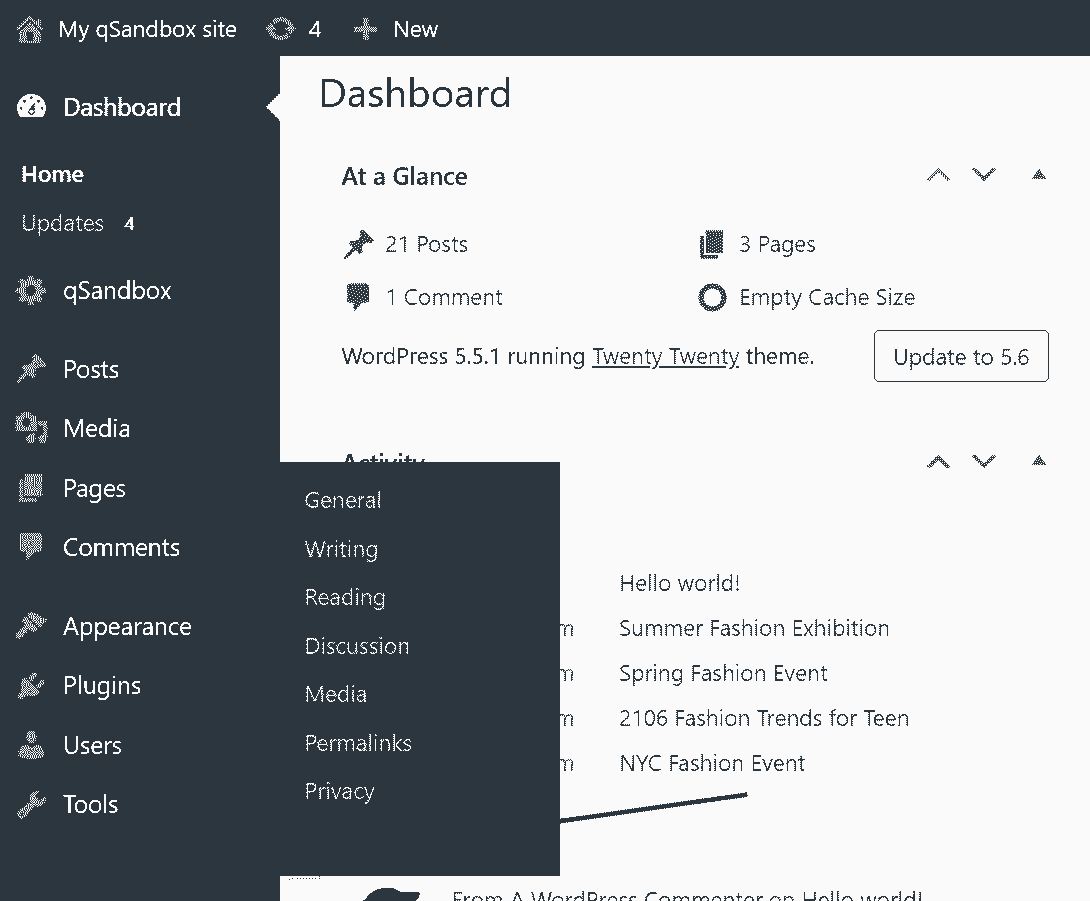 My qSandbox site 4 New
Dashboard
Home
Updates 4
qSandbox
Posts
Media
Pages
Comments
Appearance
Plugins
Users
Tools
General
Writing
Reading
Discussion
Media
Permalinks
Privacy
Dashboard
At a Glance
21 Posts
3 Pages
1 Comment
Empty Cache Size
WordPress 5.5.1 running Twenty Twenty theme.
Update to 5.6
Activity
Hello world!
m Summer Fashion Exhibition
m Spring Fashion Event
m 2106 Fashion Trends for Teen
m NYC Fashion Event
From A WordPress Commenter on Hello world!